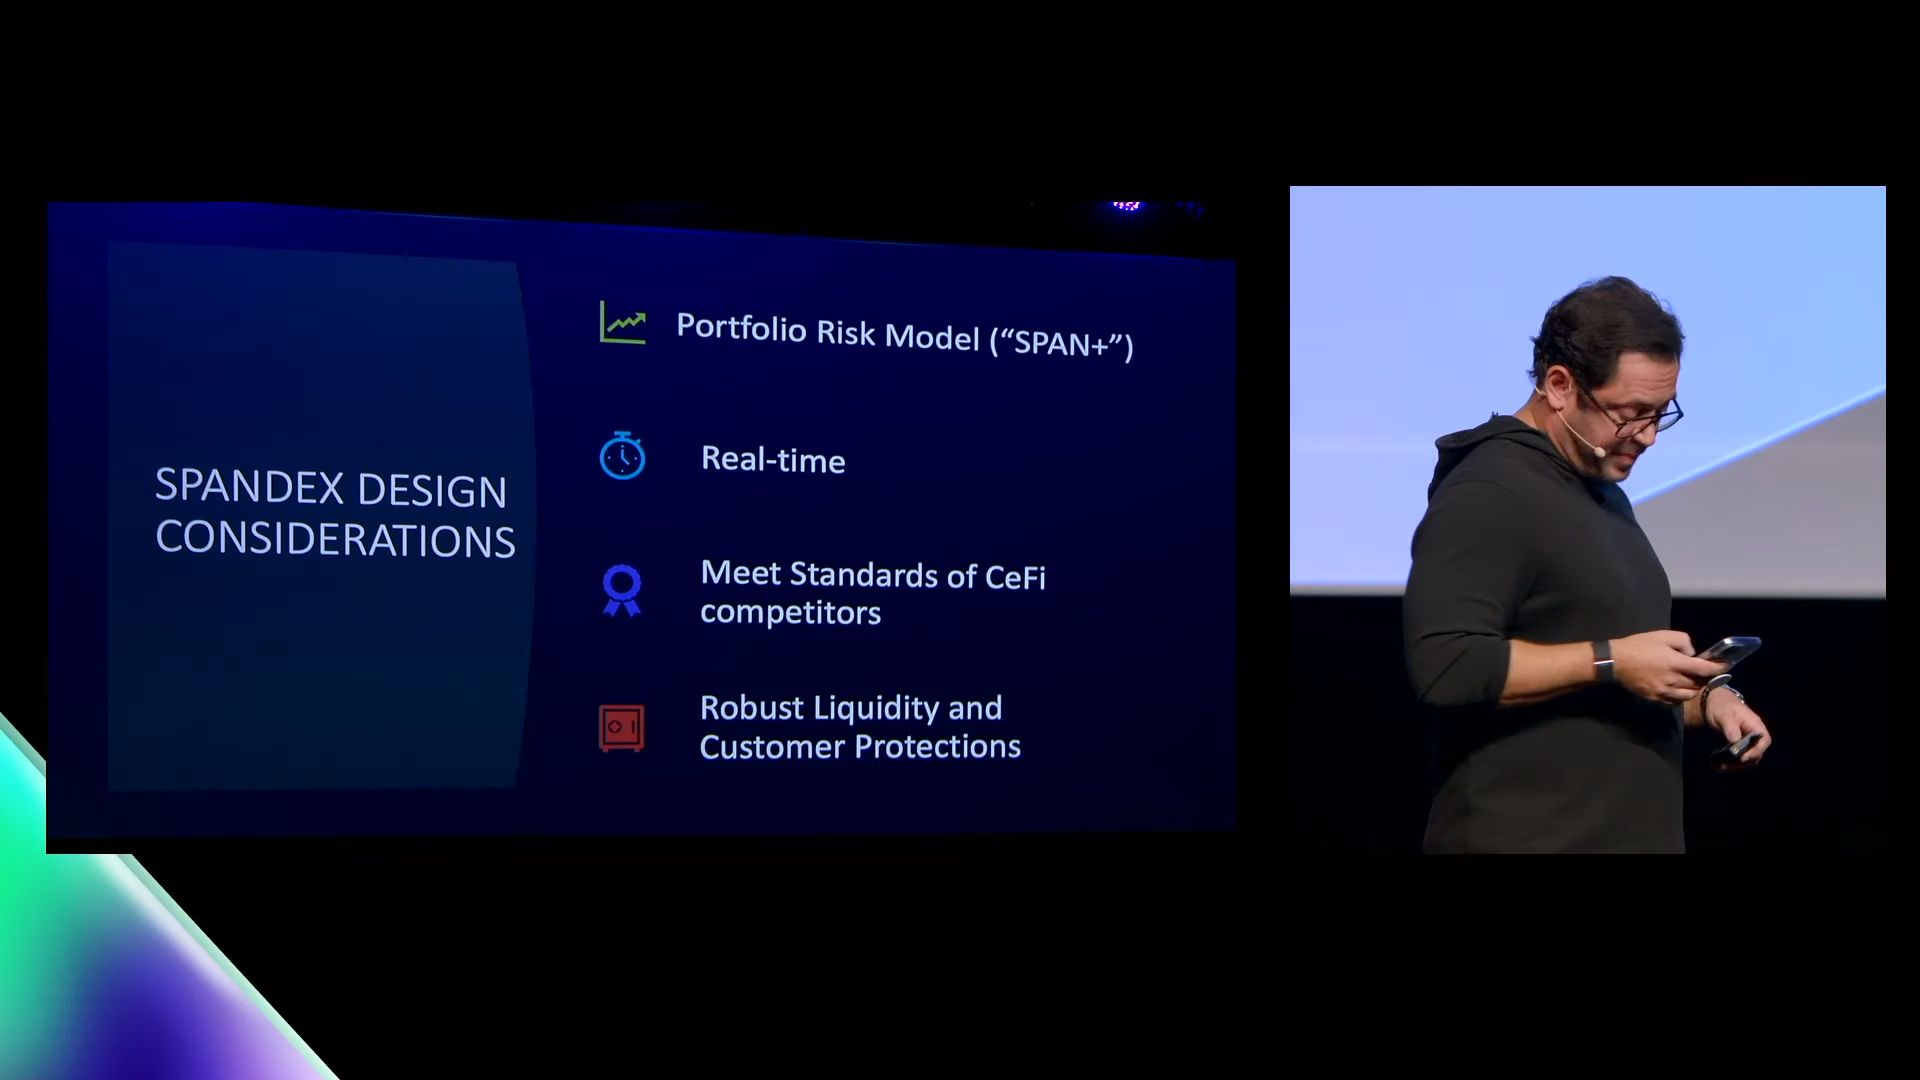 SPANDEX DESIGN
CONSIDERATIONS
Portfolio Risk Model (“SPAN+”)
Real-time
Meet Standards of CeFi
competitors
Robust Liquidity and
Customer Protections